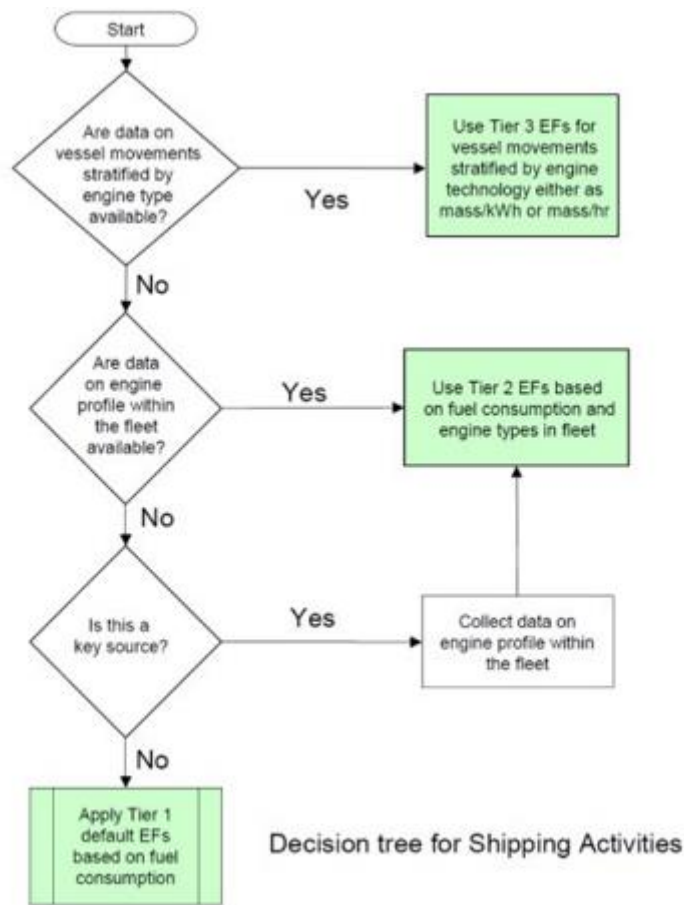 Start
Are data on
vessel movements
stratified by
engine type
available?
Yes
Use Tier 3 EFs for
vessel movements
stratified by engine
technology either as
mass/kWh or mass/hr
No
Are data
on engine
profile within
the fleet
available?
Yes
Use Tier 2 EFs based
on fuel consumption and
engine types in fleet
No
Is this a
key source?
Yes
Collect data on
engine profile within
the fleet
No
Apply Tier 1
default EFs
based on fuel
consumption
Decision tree for Shipping Activities